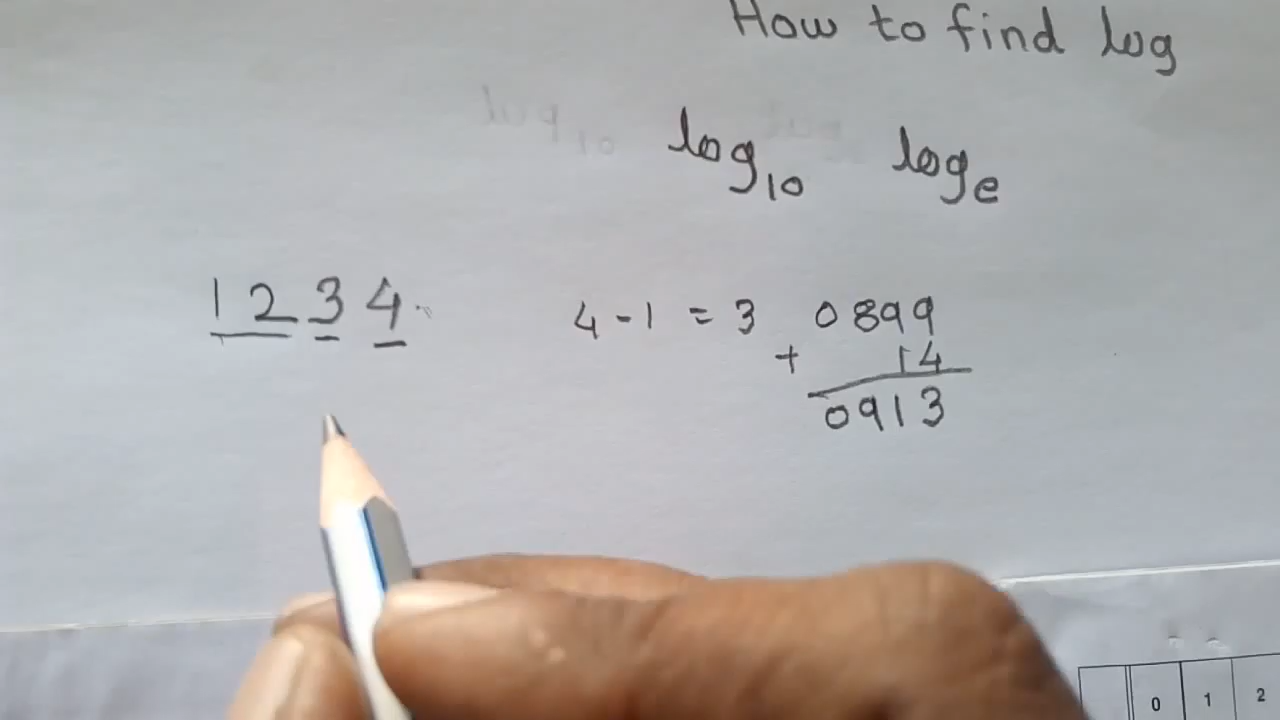 How to find log
log₁₀ logₑ
1234. 4-1 = 3 0899
+ 14
0913
0 1 2